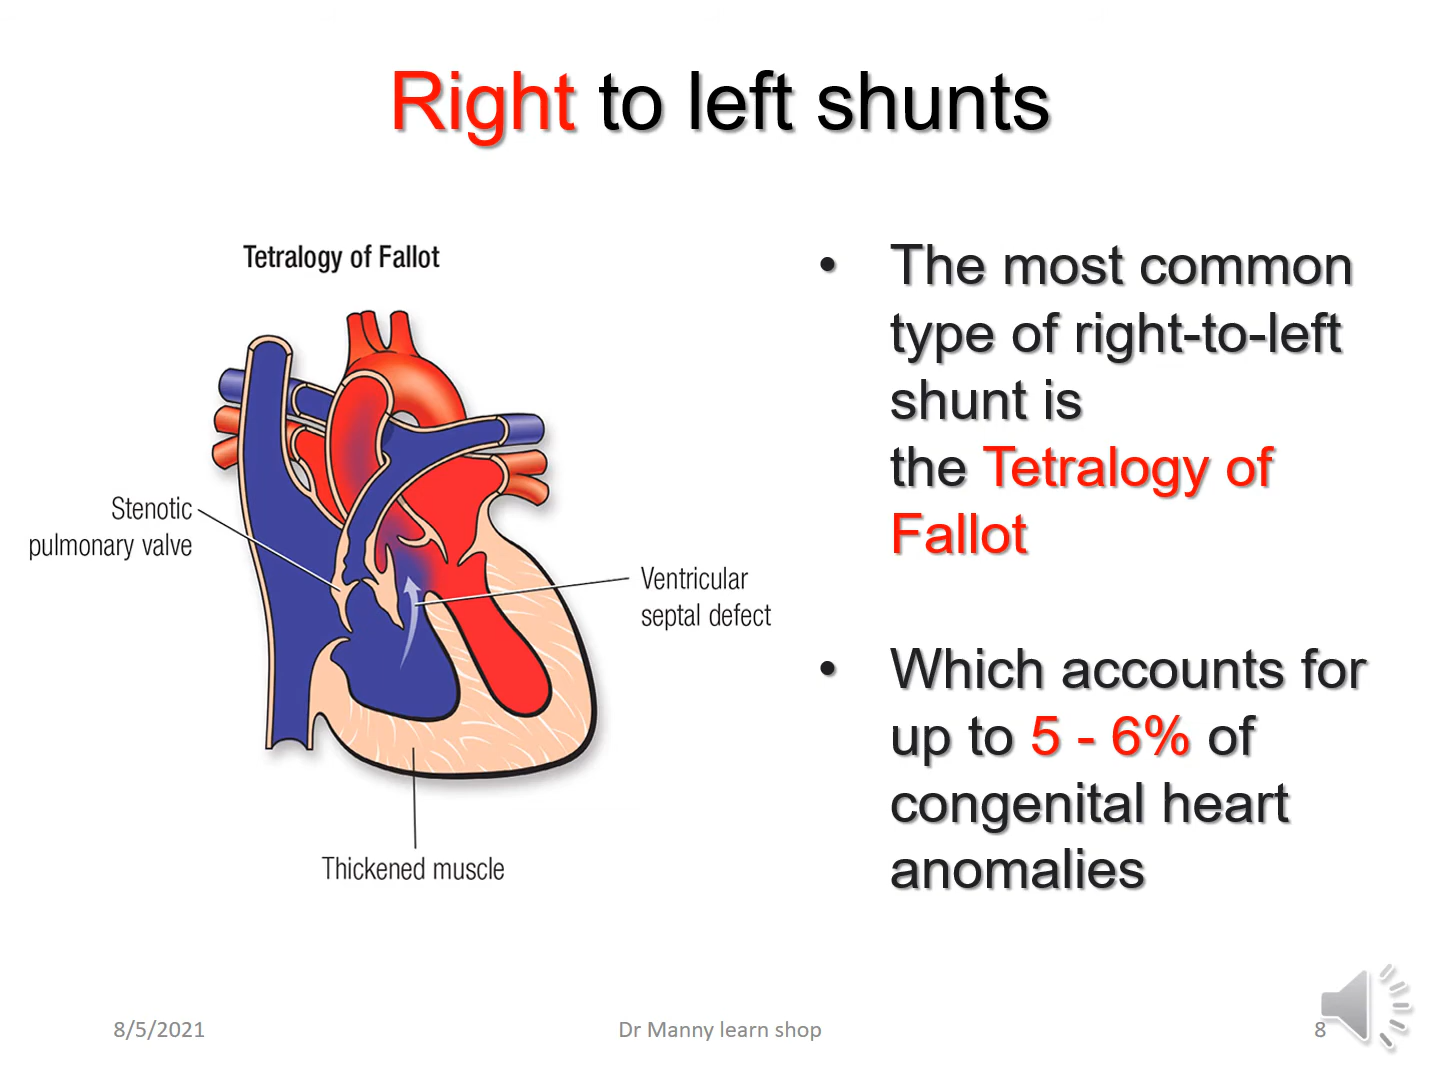 Right to left shunts
Tetralogy of Fallot
Stenotic
pulmonary valve
Ventricular
septal defect
Thickened muscle
• The most common
type of right-to-left
shunt is
the Tetralogy of
Fallot
• Which accounts for
up to 5 - 6% of
congenital heart
anomalies
8/5/2021
Dr Manny learn shop
8